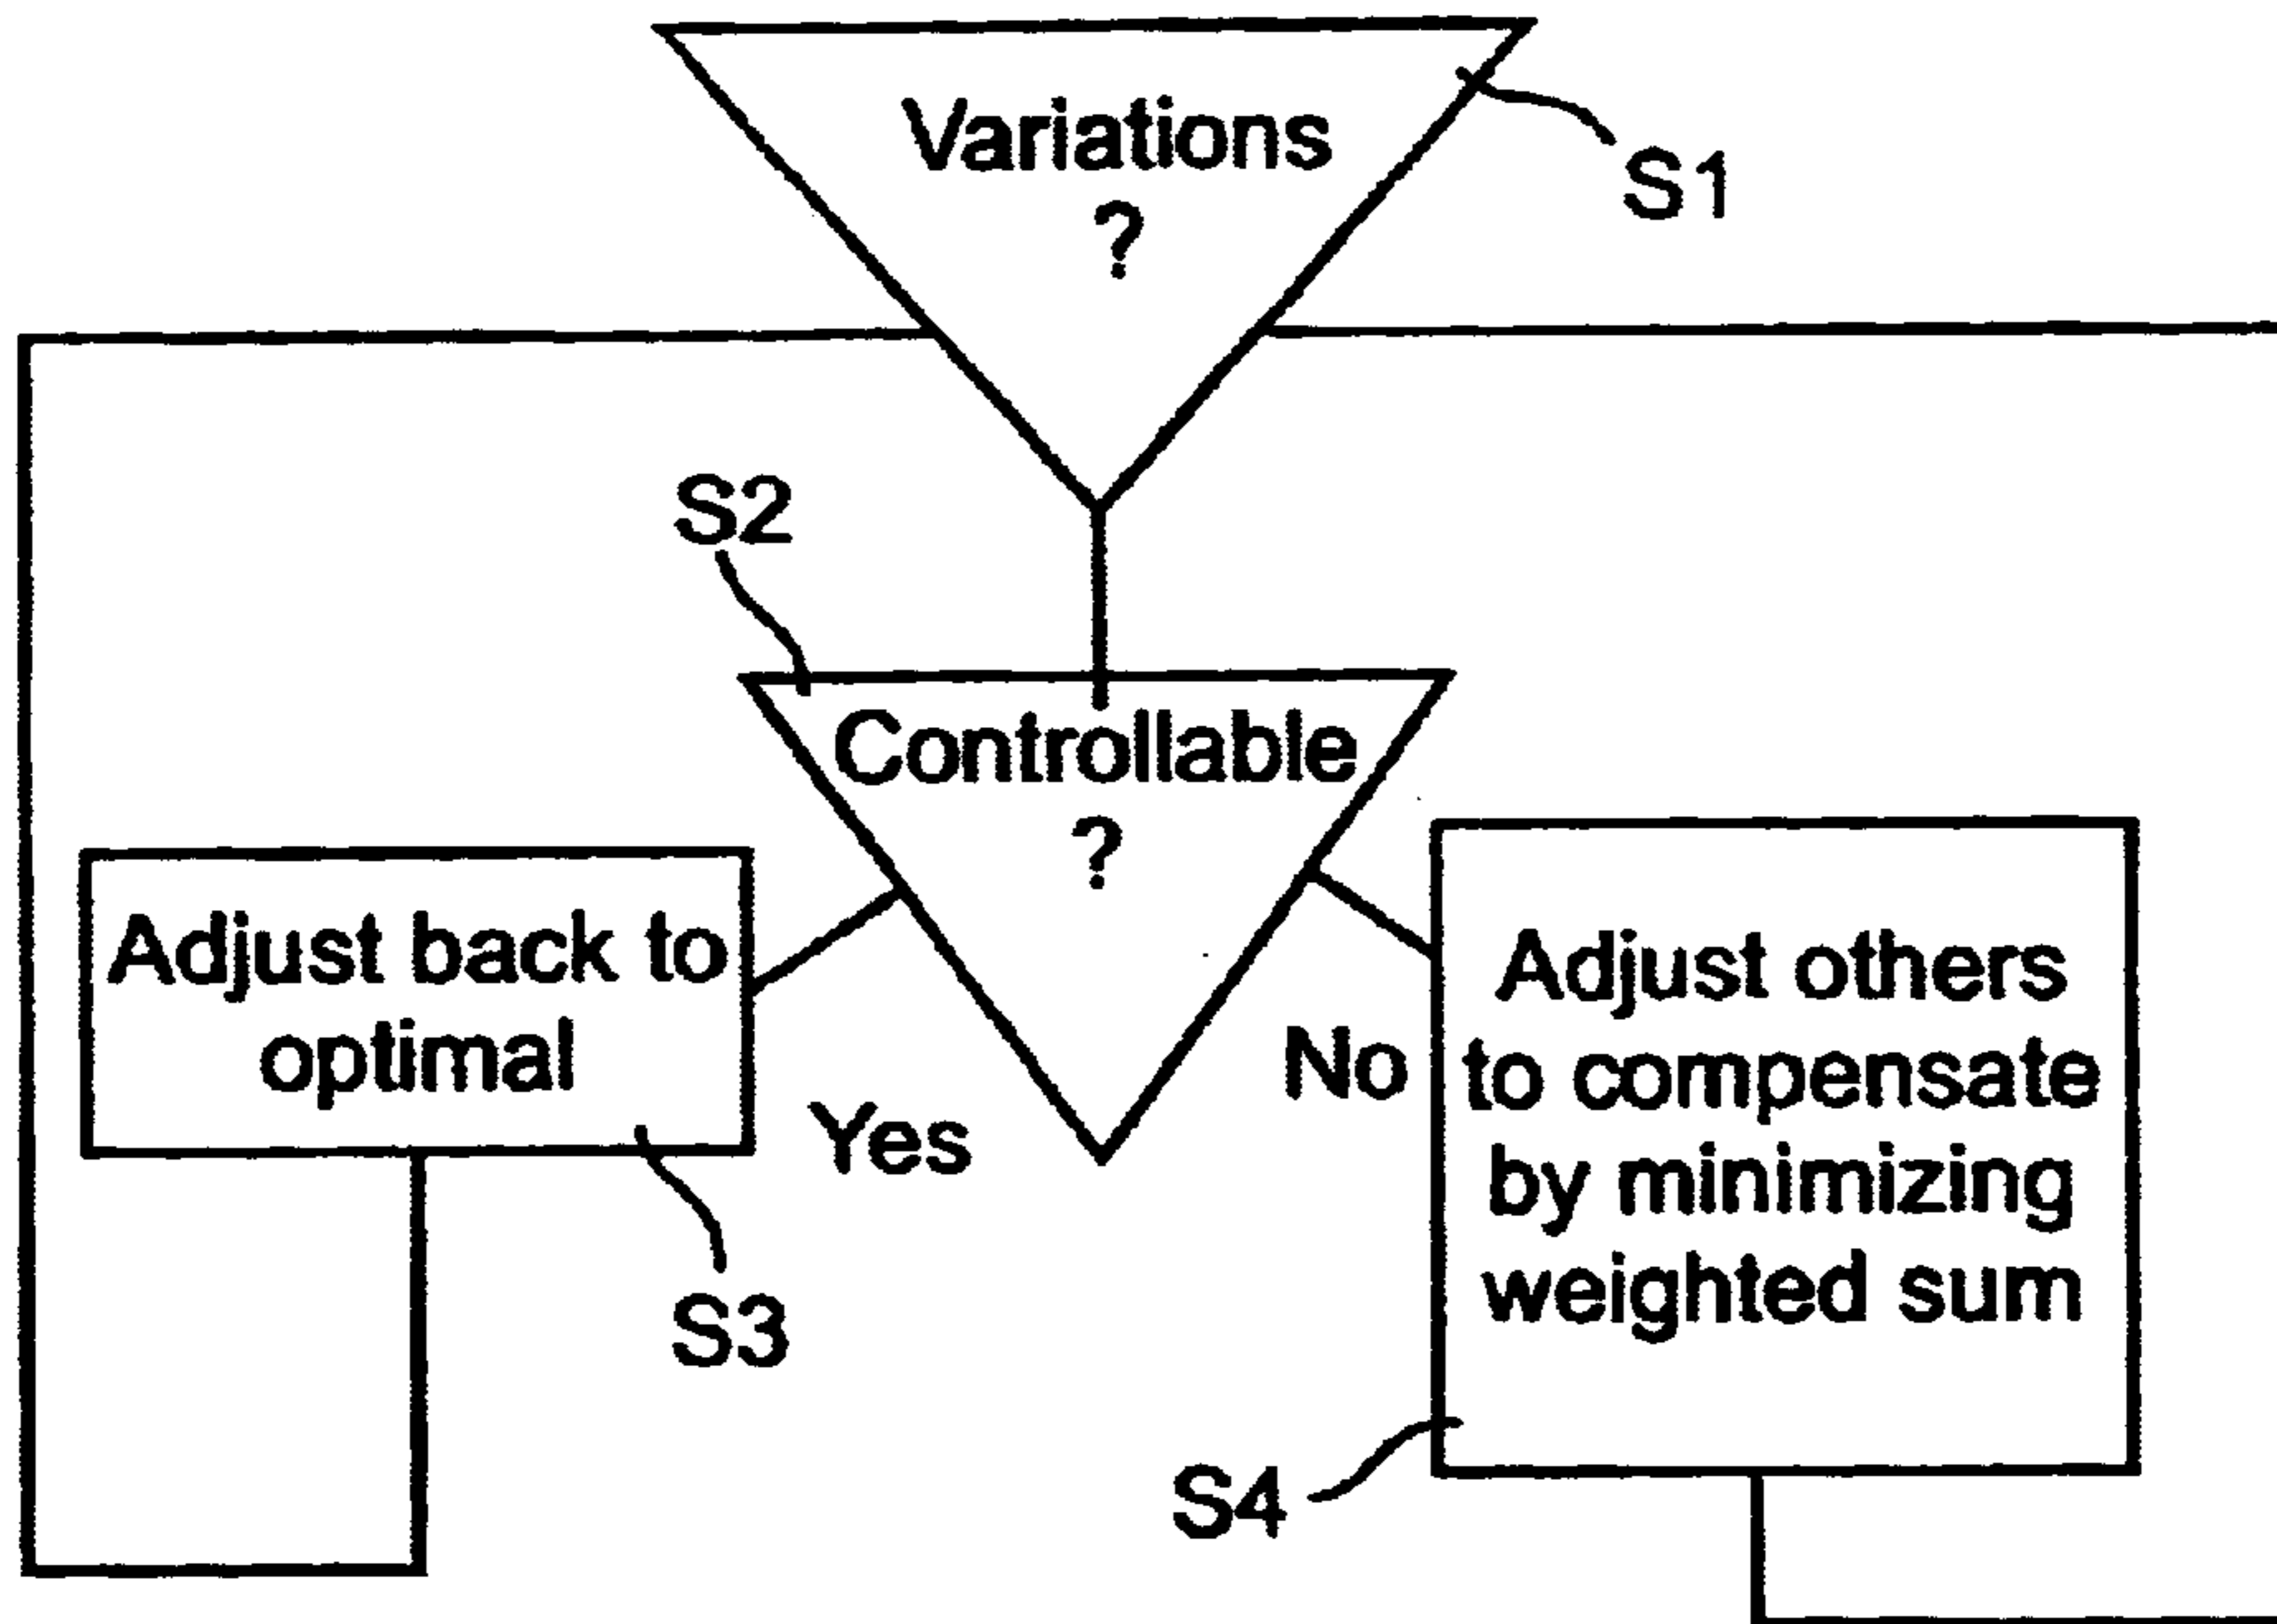 Variations
?
S1
S2
Controllable
?
Adjust back to
optimal
Yes
No
Adjust others
to compensate
by minimizing
weighted sum
S3
S4